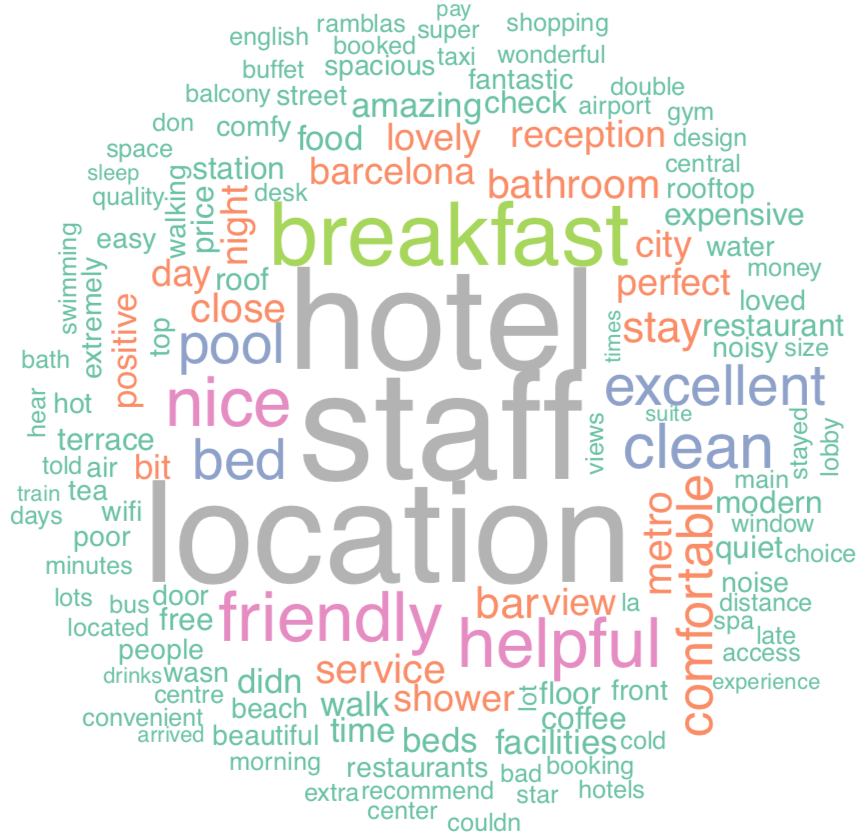 pay
ramblas
shopping
english
super
booked
taxi
wonderful
buffet
spacious
fantastic
balcony
street
double
amazing
check
airport
gym
don
comfy
food
lovely
reception
design
space
station
barcelona
central
sleep
bathroom
rooftop
quality
walking
price
night
desk
breakfast
expensive
easy
city
water
swimming
extremely
day
roof
hotel
perfect
money
positive
close
loved
top
pool
stay
restaurant
times
noisy
size
bath
nice
staff
excellent
hear
hot
suite
terrace
bed
views
clean
stayed
lobby
told
air
bit
train
tea
location
main
days
wifi
metro
comfortable
modern
window
poor
quiet
choice
minutes
noise
lots
bus
door
friendly
bar
view
la
distance
located
free
helpful
spa
late
people
access
drinks
wasn
service
didn
shower
lot
floor
front
experience
centre
walk
beach
coffee
convenient
arrived
beautiful
time
beds
facilities
cold
morning
restaurants
bad
booking
extra
recommend
star
hotels
center
couldn